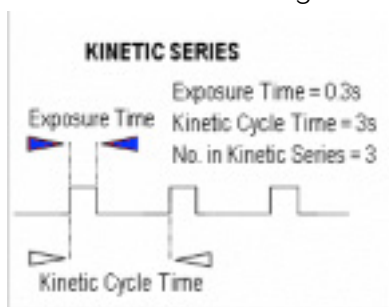 KINETIC SERIES
Exposure Time = 0.3s
Exposure Time
Kinetic Cycle Time = 3s
No. in Kinetic Series = 3
Kinetic Cycle Time